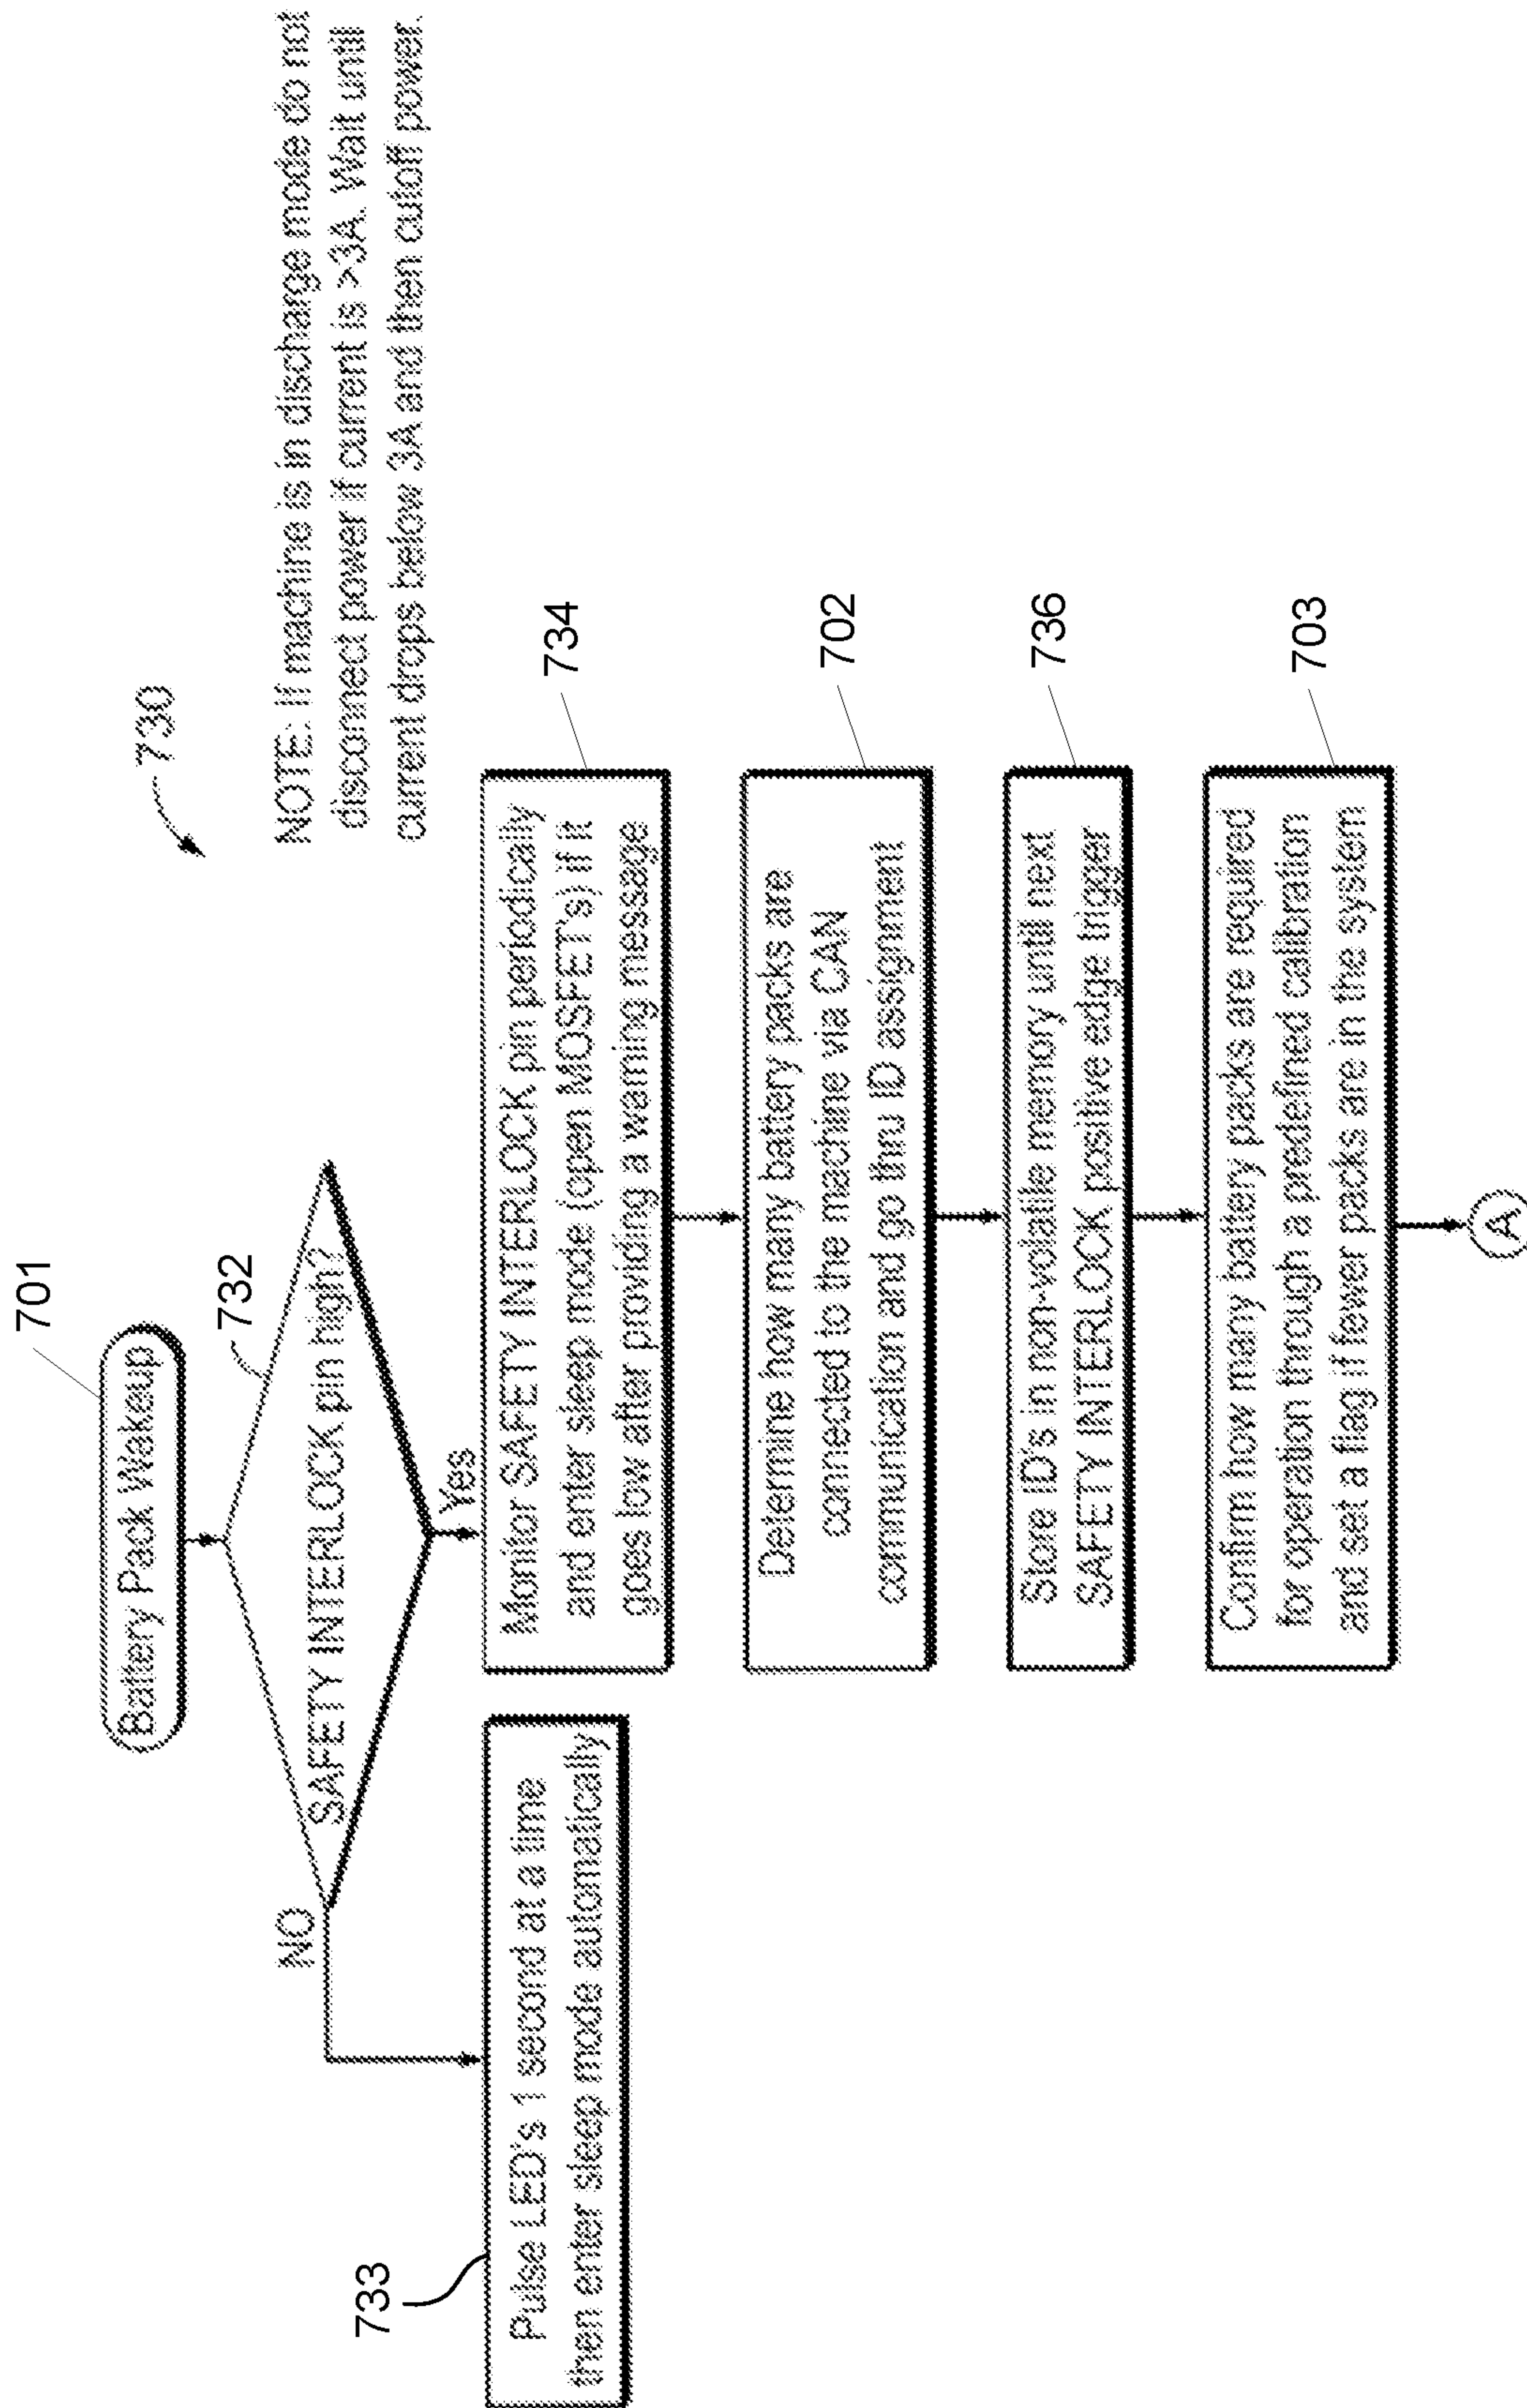 701
Battery Pack Wakeup
730
732
SAFETY INTERLOCK pin high?
NO
Yes
NOTE: If machine is in discharge mode do not
disconnect power if current is >3A. Wait until
current drops below 3A and then cutoff power.
733
Pulse LED's 1 second at a time
then enter sleep mode automatically
734
Monitor SAFETY INTERLOCK pin periodically
and enter sleep mode (open MOSFET's) if it
goes low after providing a warning message
702
Determine how many battery packs are
connected to the machine via CAN
communication and go thru ID assignment
736
Store ID's in non-volatile memory until next
SAFETY INTERLOCK positive edge trigger
703
Confirm how many battery packs are required
for operation through a predefined calibration
and set a flag if fewer packs are in the system
A